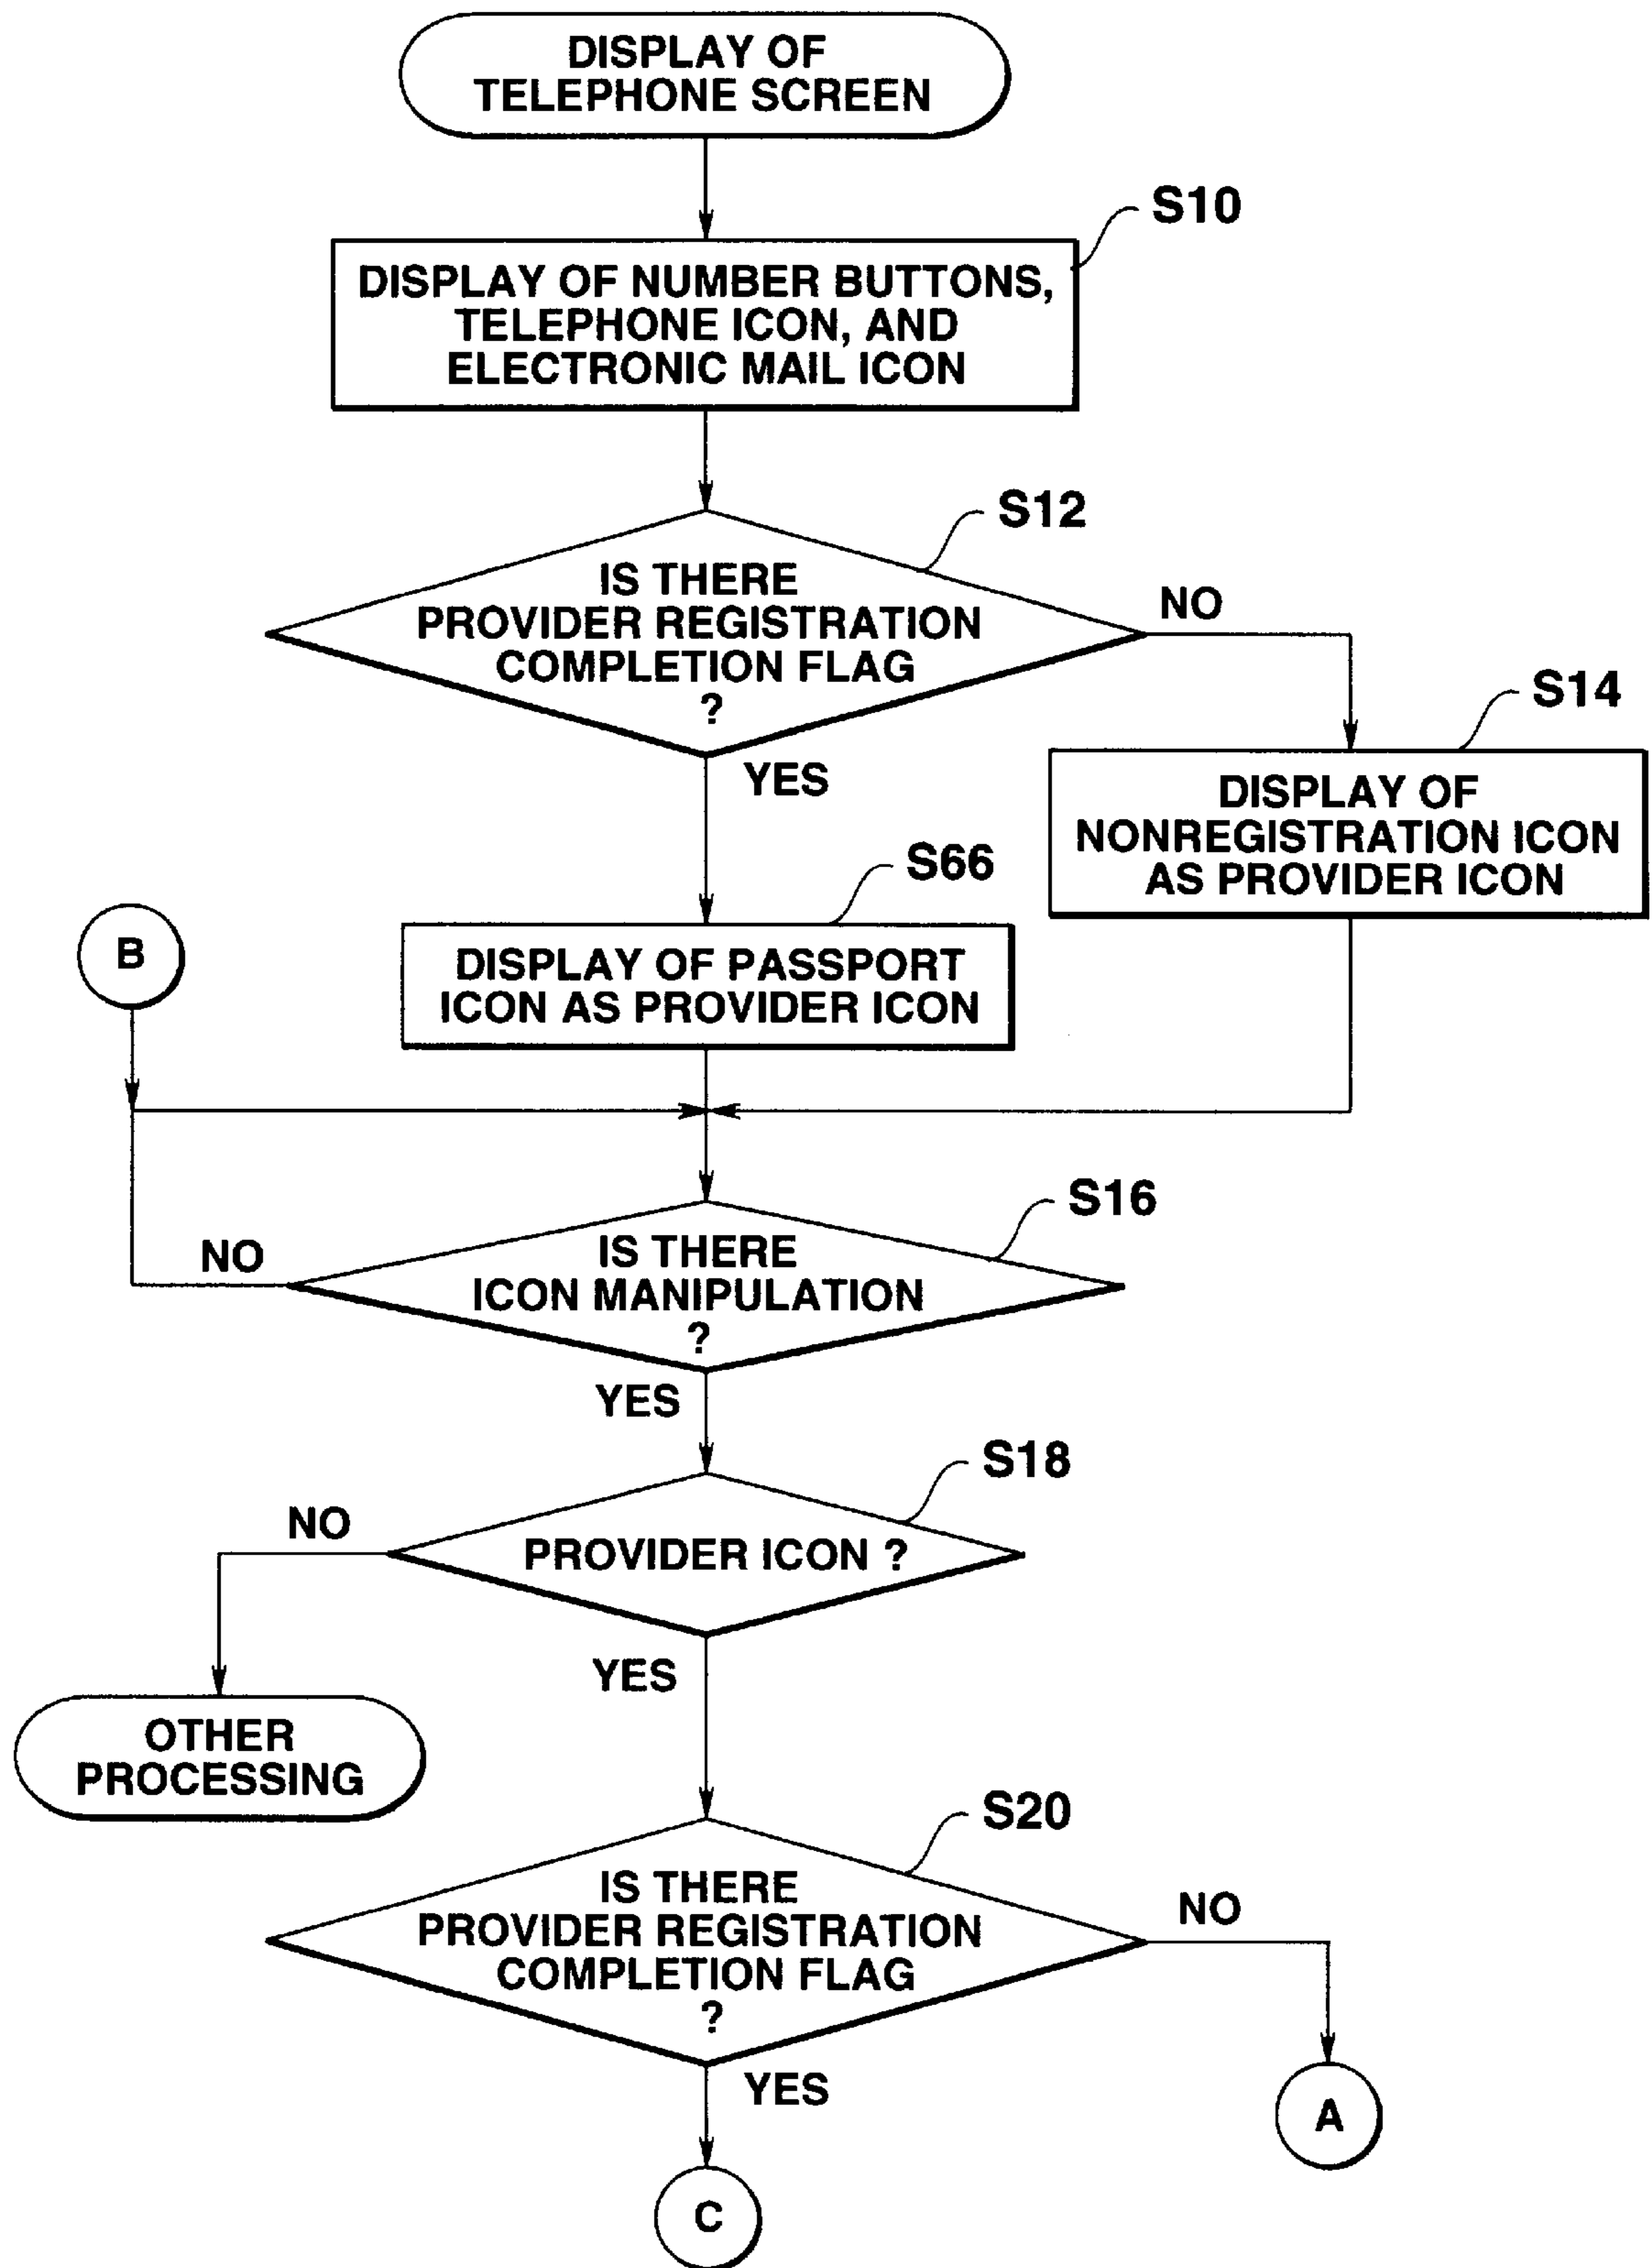 DISPLAY OF
TELEPHONE SCREEN
S10
DISPLAY OF NUMBER BUTTONS,
TELEPHONE ICON, AND
ELECTRONIC MAIL ICON
S12
IS THERE
PROVIDER REGISTRATION
COMPLETION FLAG
?
NO
YES
S14
DISPLAY OF
NONREGISTRATION ICON
AS PROVIDER ICON
S66
DISPLAY OF PASSPORT
ICON AS PROVIDER ICON
B
S16
IS THERE
ICON MANIPULATION
?
NO
YES
S18
PROVIDER ICON ?
NO
YES
OTHER
PROCESSING
S20
IS THERE
PROVIDER REGISTRATION
COMPLETION FLAG
?
NO
YES
A
C